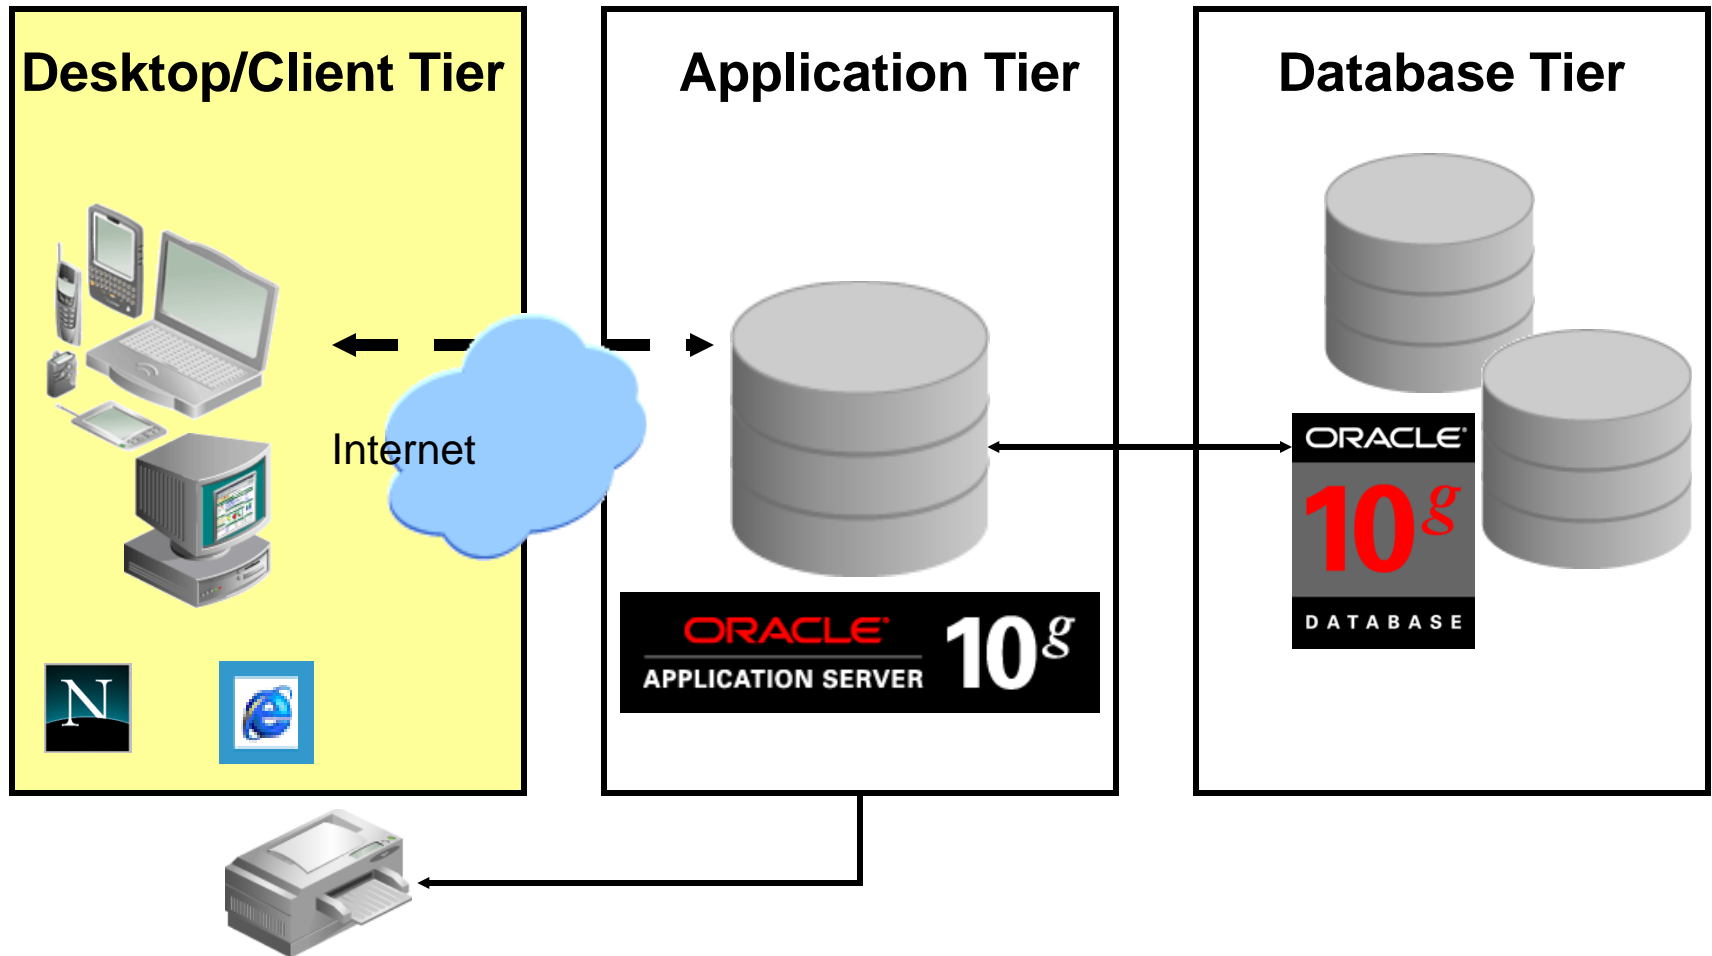 Desktop/Client Tier
Application Tier
Database Tier
Internet
ORACLE
10g
DATABASE
ORACLE
APPLICATION SERVER
10g
N
e